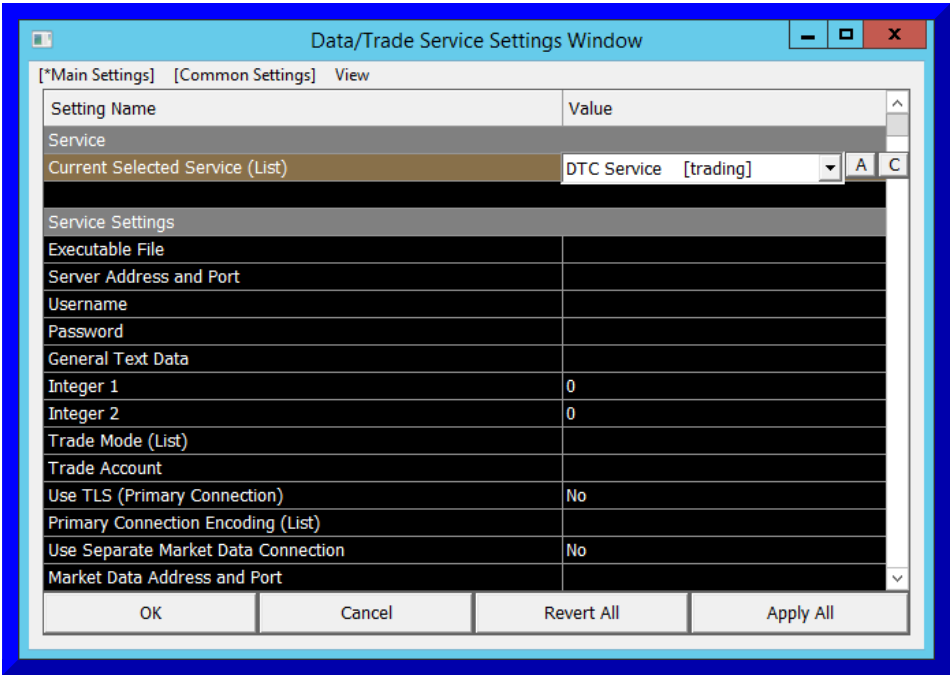 Data/Trade Service Settings Window
[*Main Settings] [Common Settings] View
Setting Name Value
Service
Current Selected Service (List) DTC Service [trading] A C
Service Settings
Executable File
Server Address and Port
Username
Password
General Text Data
Integer 1 0
Integer 2 0
Trade Mode (List)
Trade Account
Use TLS (Primary Connection) No
Primary Connection Encoding (List)
Use Separate Market Data Connection No
Market Data Address and Port
OK Cancel Revert All Apply All